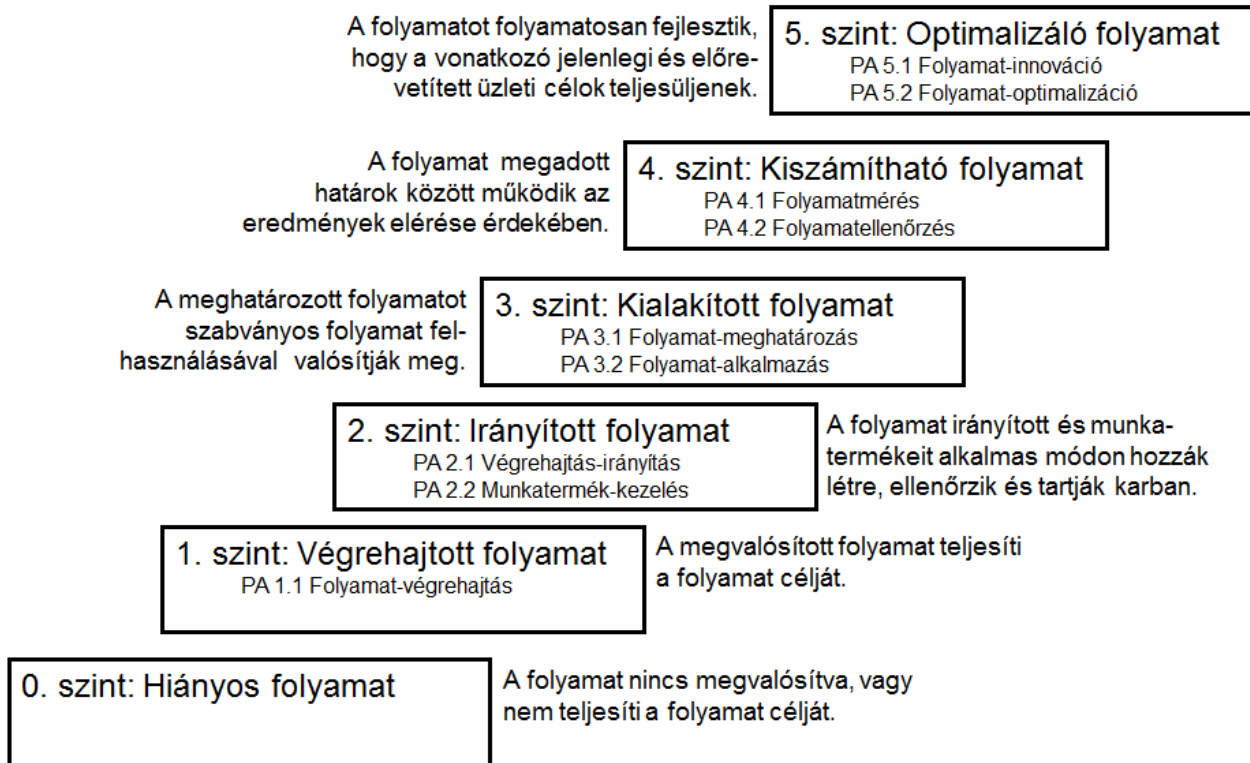 A folyamatot folyamatosan fejlesztik,
hogy a vonatkozó jelenlegi és előre-
vetített üzleti célok teljesüljenek.
5. szint: Optimalizáló folyamat
PA 5.1 Folyamat-innováció
PA 5.2 Folyamat-optimalizáció
A folyamat megadott
határok között működik az
eredmények elérése érdekében.
4. szint: Kiszámítható folyamat
PA 4.1 Folyamatmérés
PA 4.2 Folyamatellenőrzés
A meghatározott folyamatot
szabványos folyamat fel-
használásával valósítják meg.
3. szint: Kialakított folyamat
PA 3.1 Folyamat-meghatározás
PA 3.2 Folyamat-alkalmazás
2. szint: Irányított folyamat
PA 2.1 Végrehajtás-irányítás
PA 2.2 Munkatermék-kezelés
A folyamat irányított és munka-
termékeit alkalmas módon hozzák
létre, ellenőrzik és tartják karban.
1. szint: Végrehajtott folyamat
PA 1.1 Folyamat-végrehajtás
A megvalósított folyamat teljesíti
a folyamat célját.
0. szint: Hiányos folyamat
A folyamat nincs megvalósítva, vagy
nem teljesíti a folyamat célját.